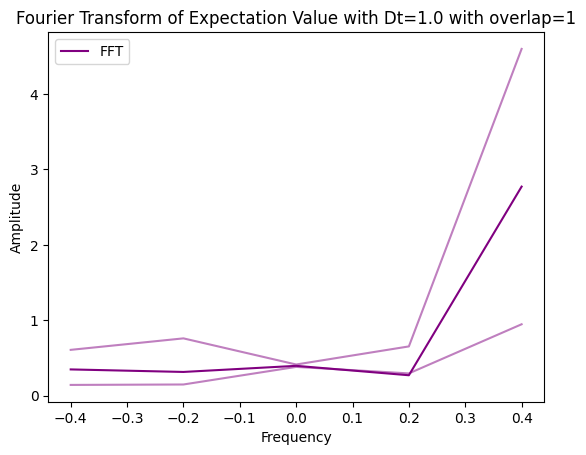 Fourier Transform of Expectation Value with Dt=1.0 with overlap=1
FFT
Amplitude
4
3
2
1
0
−0.4 −0.3 −0.2 −0.1 0.0 0.1 0.2 0.3 0.4
Frequency